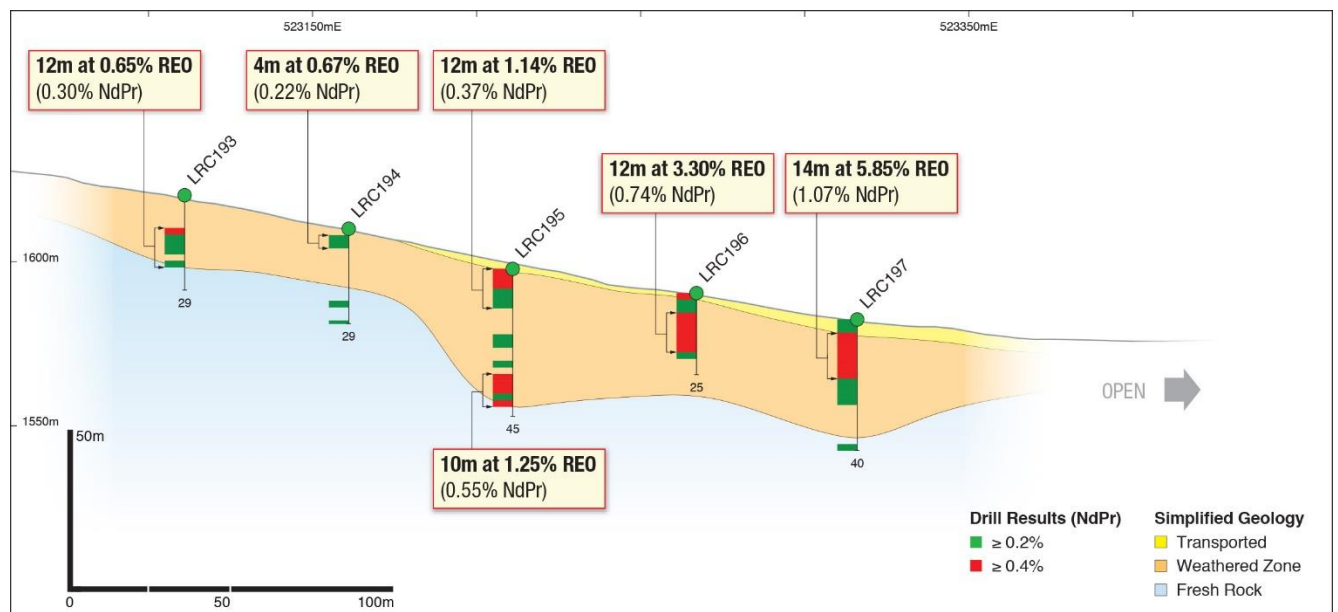 523150mE
523350mE
12m at 0.65% REO
(0.30% NdPr)
4m at 0.67% REO
(0.22% NdPr)
12m at 1.14% REO
(0.37% NdPr)
12m at 3.30% REO
(0.74% NdPr)
14m at 5.85% REO
(1.07% NdPr)
LRC193
LRC194
LRC195
LRC196
LRC197
1600m
29
29
25
45
40
OPEN
1550m
50m
10m at 1.25% REO
(0.55% NdPr)
Drill Results (NdPr)
≥ 0.2%
≥ 0.4%
Simplified Geology
Transported
Weathered Zone
Fresh Rock
0
50
100m